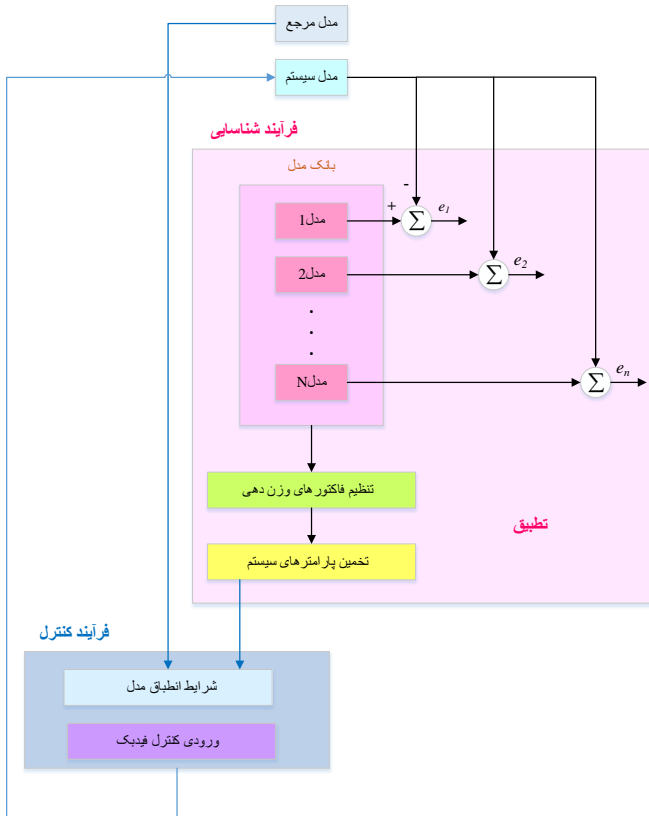 مدل مرجع
مدل سیستم
فرآیند شناسایی
بانک مدل
-
+
مدل1
∑
e1
مدل2
∑
e2
.
.
.
مدلN
∑
en
تنظیم فاکتورهای وزن دهی
تطبیق
تخمین پارامترهای سیستم
فرآیند کنترل
شرایط انطباق مدل
ورودی کنترل فیدبک